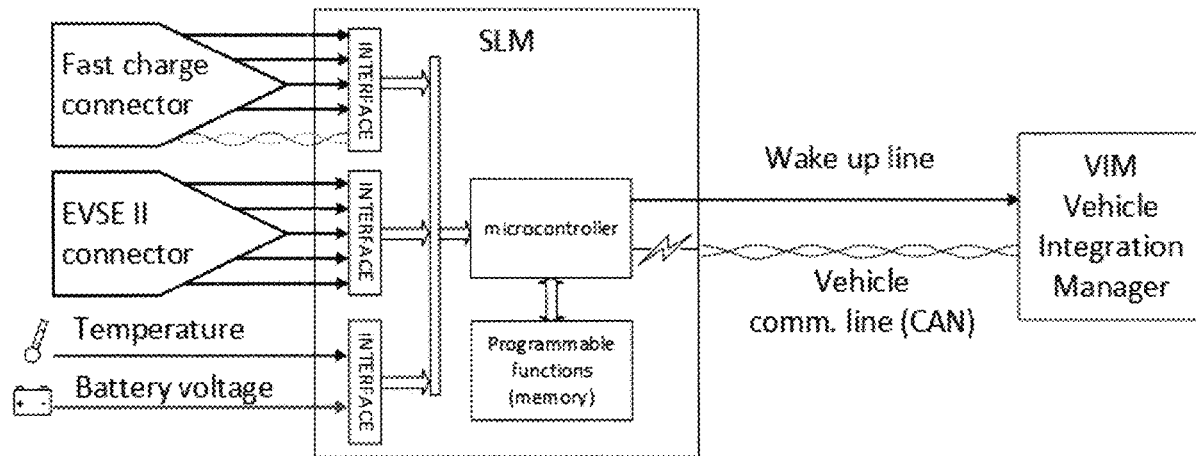 SLM
Fast charge
connector
INTERFACE
EVSE II
connector
INTERFACE
Temperature
Battery voltage
INTERFACE
microcontroller
Programmable
functions
(memory)
Wake up line
Vehicle
comm. line (CAN)
VIM
Vehicle
Integration
Manager